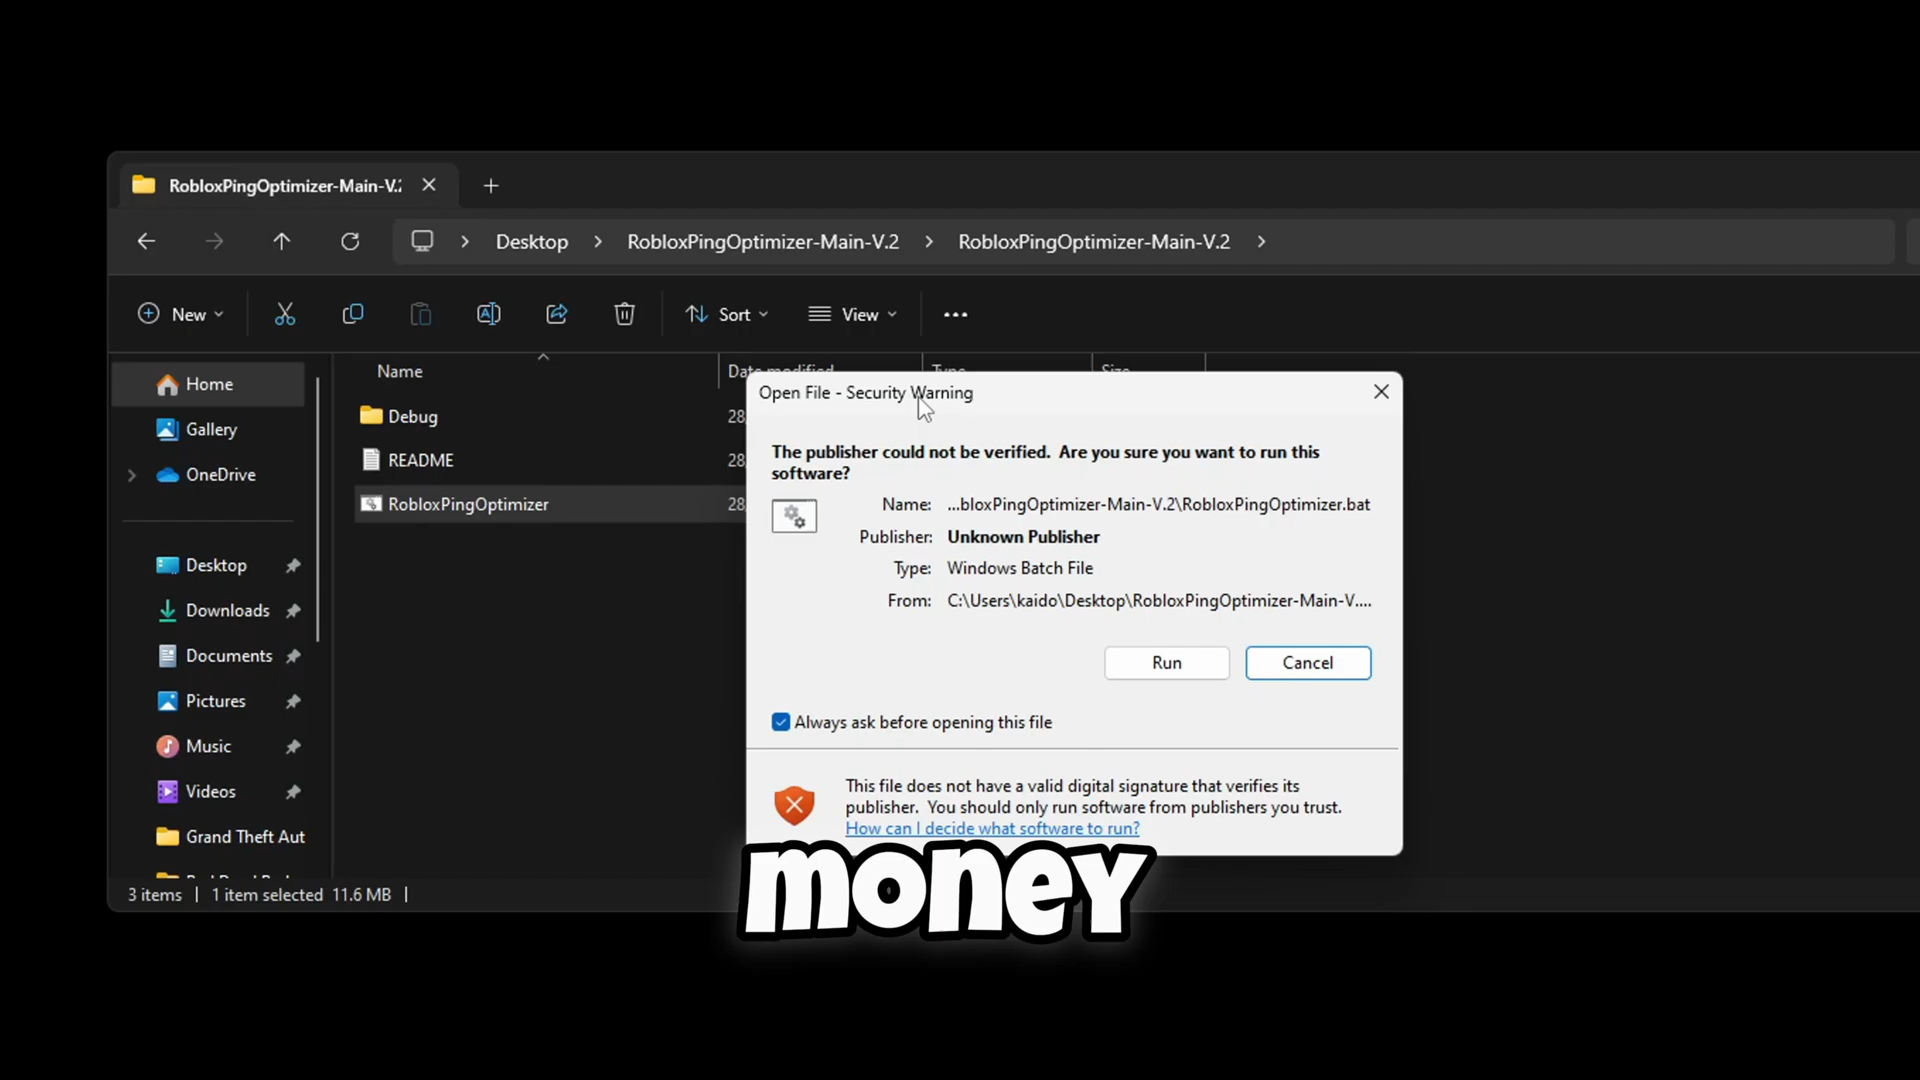 RobloxPingOptimizer-Main-V.2
Desktop > RobloxPingOptimizer-Main-V.2 > RobloxPingOptimizer-Main-V.2 >
New
Sort
View
Home
Gallery
OneDrive
Desktop
Downloads
Documents
Pictures
Music
Videos
Grand Theft Aut
Name
Date modified
Type
Size
Debug
28
README
28
RobloxPingOptimizer
28
Open File - Security Warning
The publisher could not be verified. Are you sure you want to run this
software?
Name: ...bloxPingOptimizer-Main-V.2\RobloxPingOptimizer.bat
Publisher: Unknown Publisher
Type: Windows Batch File
From: C:\Users\kaido\Desktop\RobloxPingOptimizer-Main-V....
Run
Cancel
Always ask before opening this file
This file does not have a valid digital signature that verifies its
publisher. You should only run software from publishers you trust.
How can I decide what software to run?
3 items | 1 item selected 11.6 MB |
money